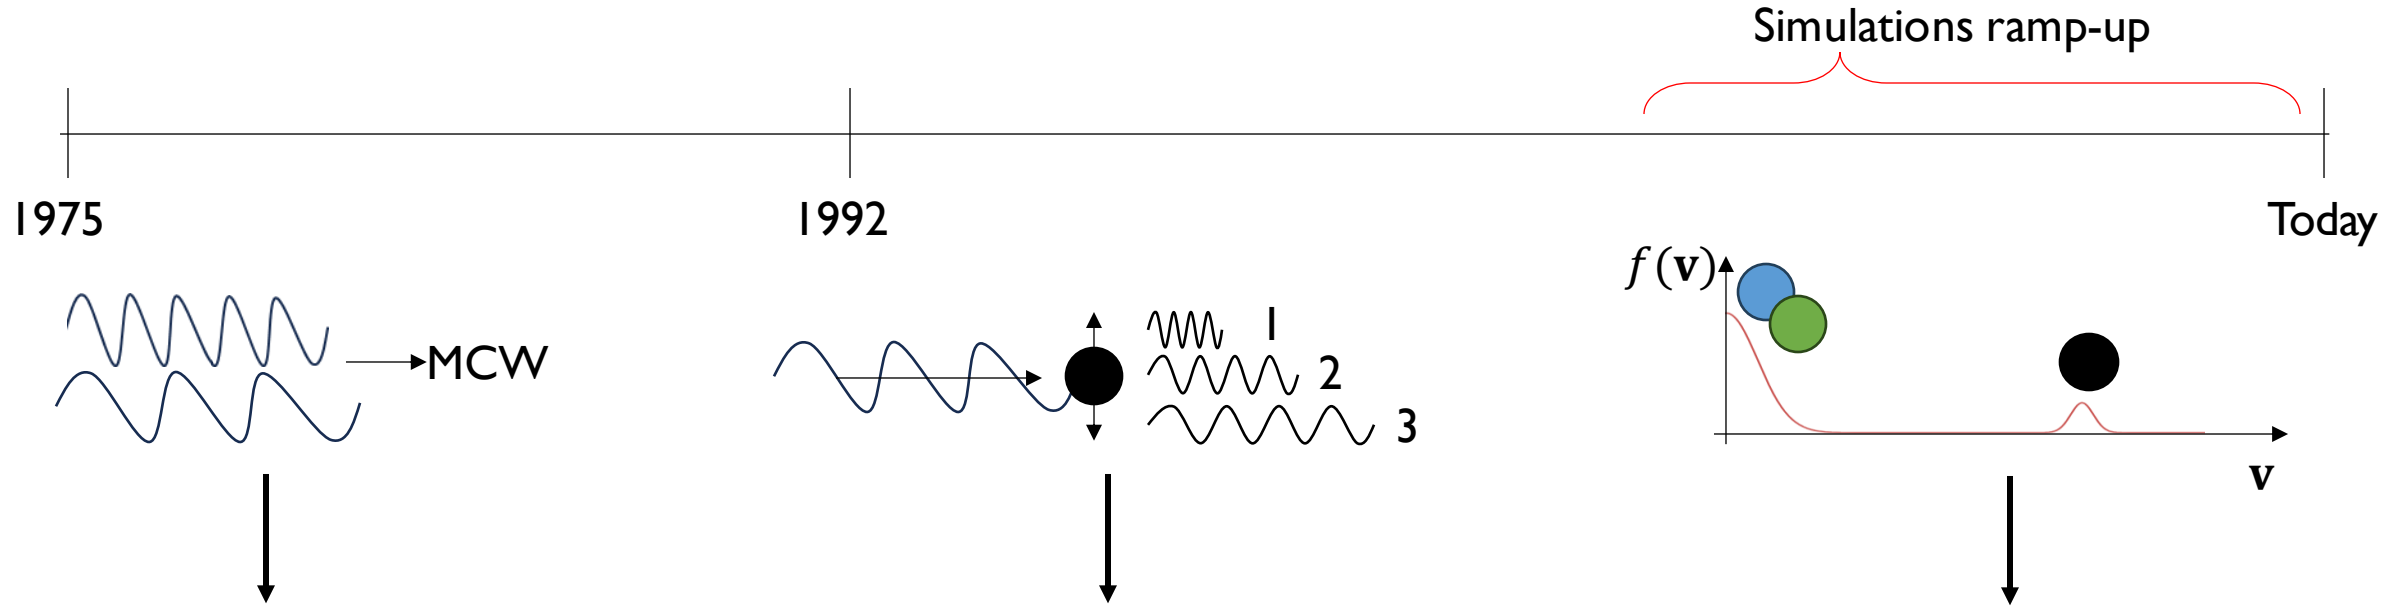 Simulations ramp-up
1975
1992
Today
MCW
1
2
3
f(v)
v